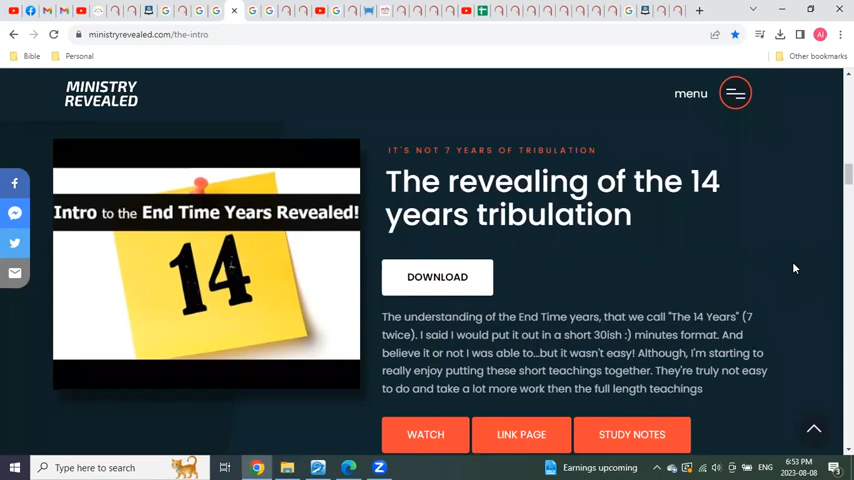 ministryrevealed.com/the-intro
AI
Bible
Personal
Other bookmarks
MINISTRY
REVEALED
menu
Intro to the End Time Years Revealed!
14
IT'S NOT 7 YEARS OF TRIBULATION
The revealing of the 14
years tribulation
DOWNLOAD
The understanding of the End Time years, that we call "The 14 Years" (7
twice). I said I would put it out in a short 30ish :) minutes format. And
believe it or not I was able to...but it wasn't easy! Although, I'm starting to
really enjoy putting these short teachings together. They're truly not easy
to do and take a lot more work then the full length teachings
WATCH
LINK PAGE
STUDY NOTES
Type here to search
Earnings upcoming
ENG
6:53 PM
2023-08-08